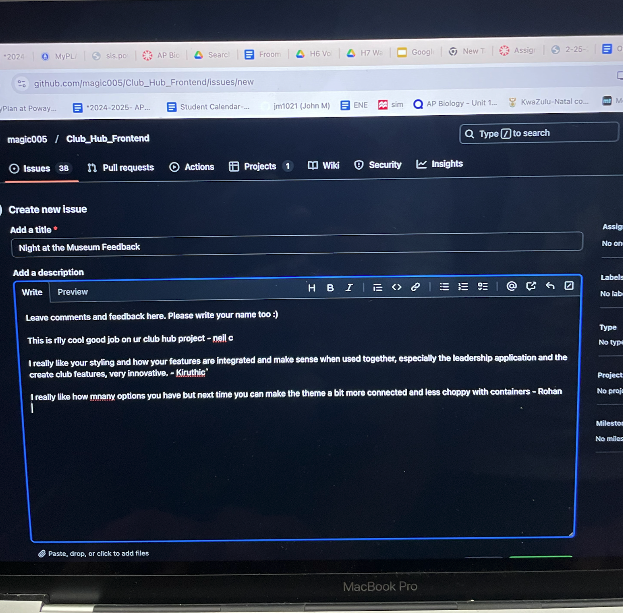 *2024
MyPL
sis.po
AP Bi
Searc
Froom
H6 Vo
H7 W
Googl
New T
Assig
2-25-
github.com/magic005/Club_Hub_Frontend/issues/new
yPlan at Poway...
*2024-2025- AP...
Student Calendar-...
jm1021 (John M)
ENE
sim
AP Biology - Unit 1...
KwaZulu-Natal co...
magic005 / Club_Hub_Frontend
Type / to search
Issues 38
Pull requests
Actions
Projects 1
Wiki
Security
Insights
Create new issue
Add a title *
Night at the Museum Feedback
Add a description
Write Preview
H B I
Leave comments and feedback here. Please write your name too :)
This is rlly cool good job on ur club hub project - neil c
I really like your styling and how your features are integrated and make sense when used together, especially the leadership application and the
create club features, very innovative. - Kiruthic'
I really like how mnany options you have but next time you can make the theme a bit more connected and less choppy with containers - Rohan
Paste, drop, or click to add files
Assig
No on
Labels
No lab
Type
No type
Project
No proj
Milesto
No miles
MacBook Pro